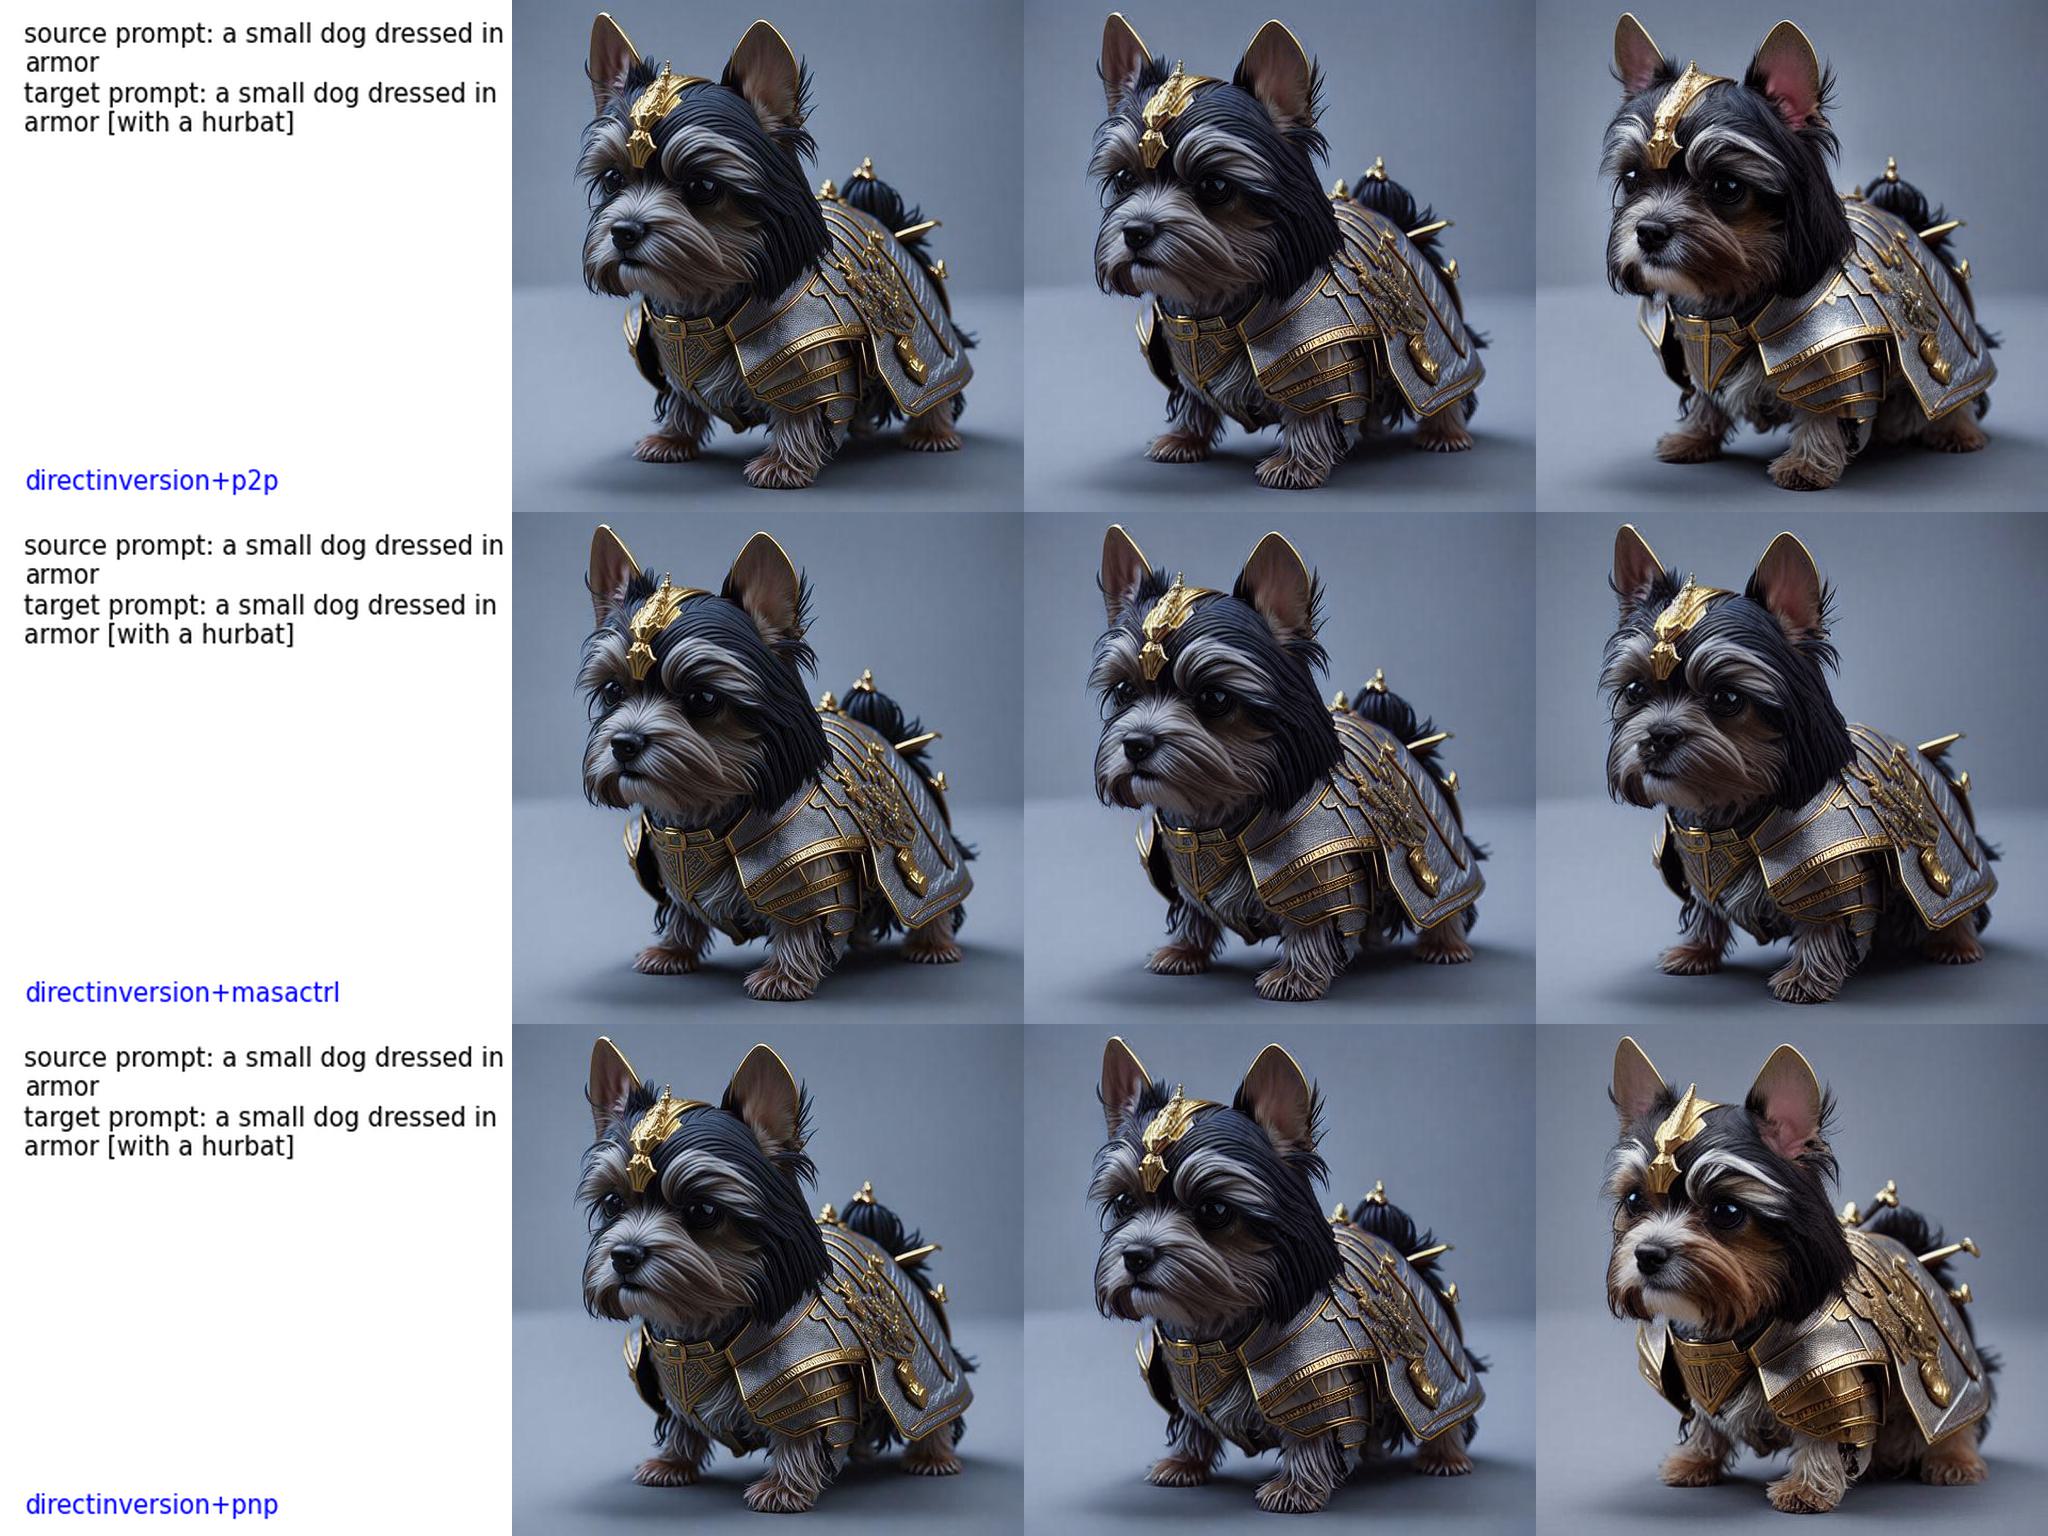 source prompt: a small dog dressed in
armor
target prompt: a small dog dressed in
armor [with a hurbat]
directinversion+p2p
source prompt: a small dog dressed in
armor
target prompt: a small dog dressed in
armor [with a hurbat]
directinversion+masactrl
source prompt: a small dog dressed in
armor
target prompt: a small dog dressed in
armor [with a hurbat]
directinversion+pnp